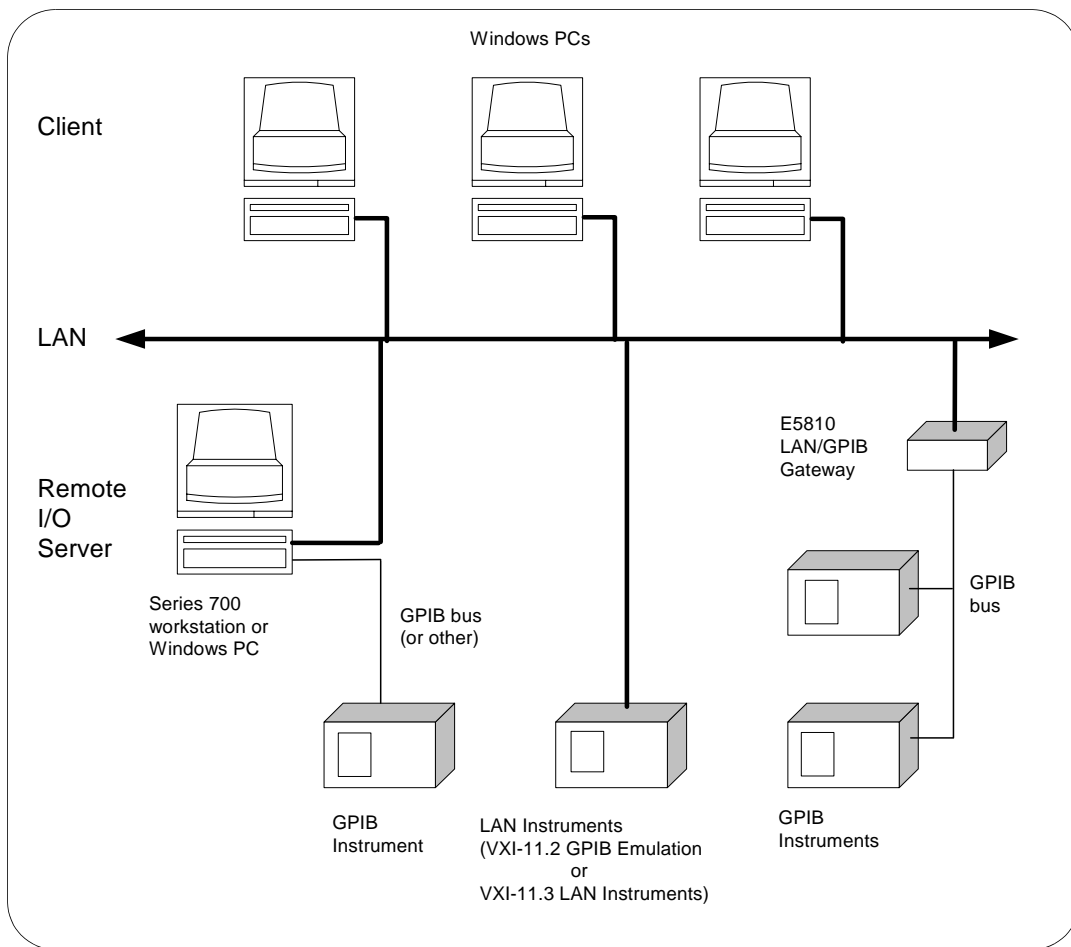 Windows PCs
Client
LAN
E5810
LAN/GPIB
Gateway
Remote
I/O
Server
Series 700
workstation or
Windows PC
GPIB bus
(or other)
GPIB
bus
GPIB
Instrument
LAN Instruments
(VXI-11.2 GPIB Emulation
or
VXI-11.3 LAN Instruments)
GPIB
Instruments